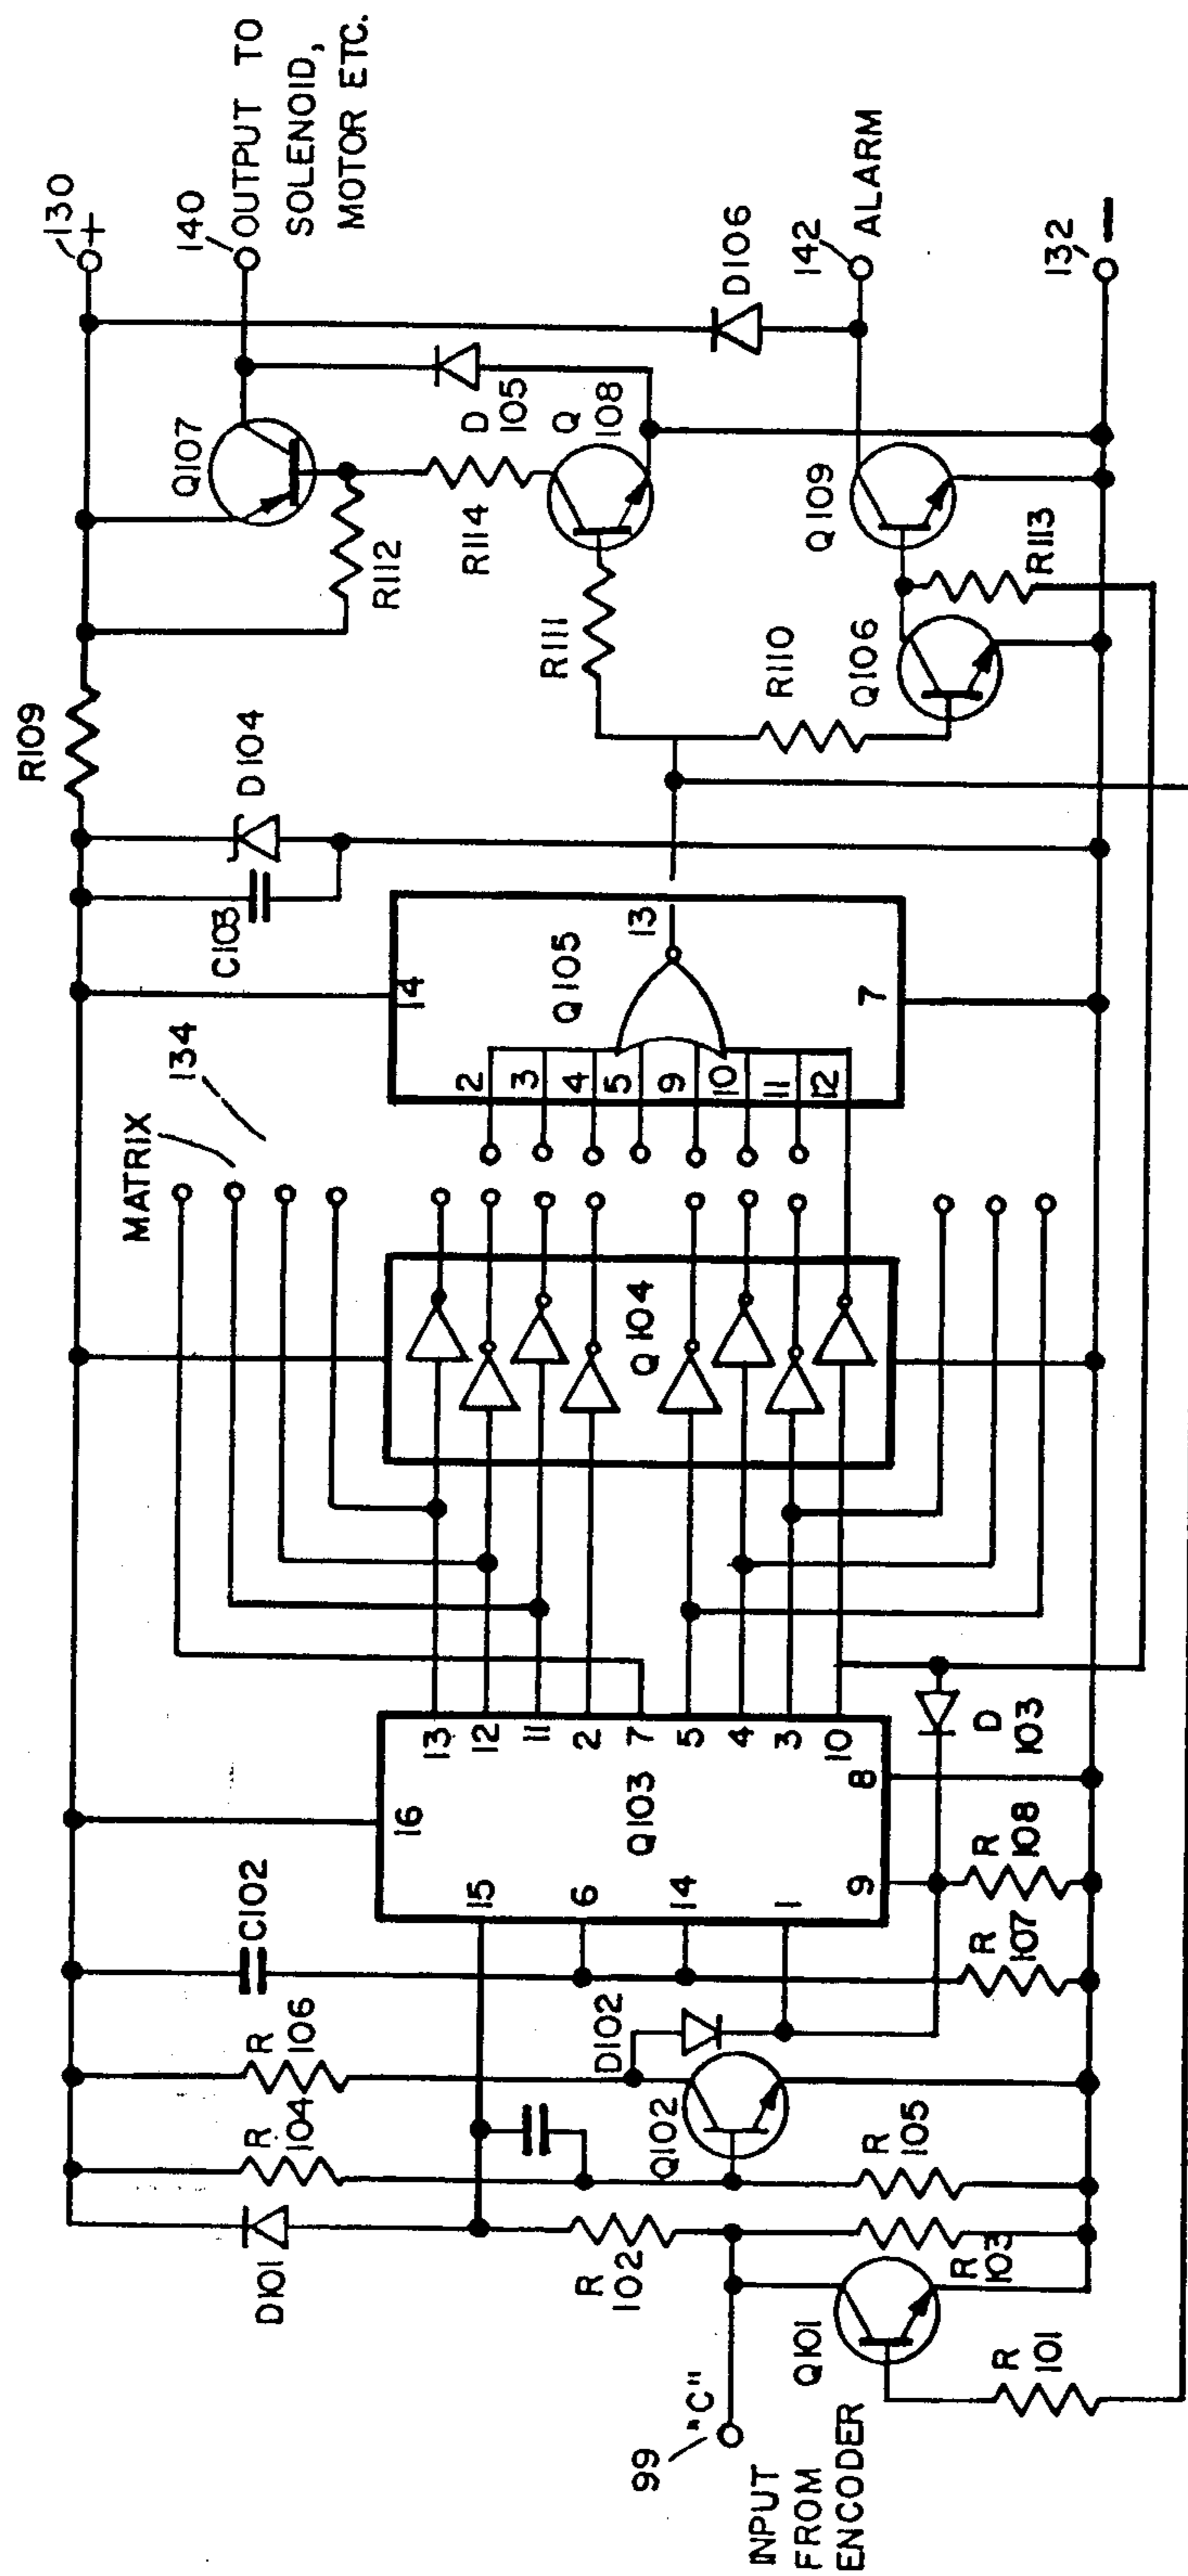 99
"C"
INPUT
FROM
ENCODER
D101
R
102
Q101
R
101
R
103
R
104
R
106
D102
Q102
R
105
C102
R
107
R
108
D
103
16
Q103
15
6
14
1
9
8
13
12
11
2
7
5
4
3
10
MATRIX
134
Q104
Q105
14
2
3
4
5
9
10
11
12
13
7
C103
D104
R109
R112
R114
R111
R110
Q106
R113
Q107
D
105
Q
108
Q109
D106
130
+
140
OUTPUT TO
SOLENOID,
MOTOR ETC.
142
ALARM
132
−